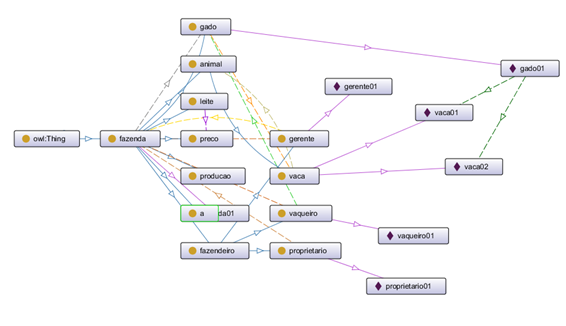 gado
animal
gado01
gerente01
leite
vaca01
owl:Thing
fazenda
preco
gerente
vaca02
producao
vaca
a
da01
vaqueiro
vaqueiro01
fazendeiro
proprietario
proprietario01